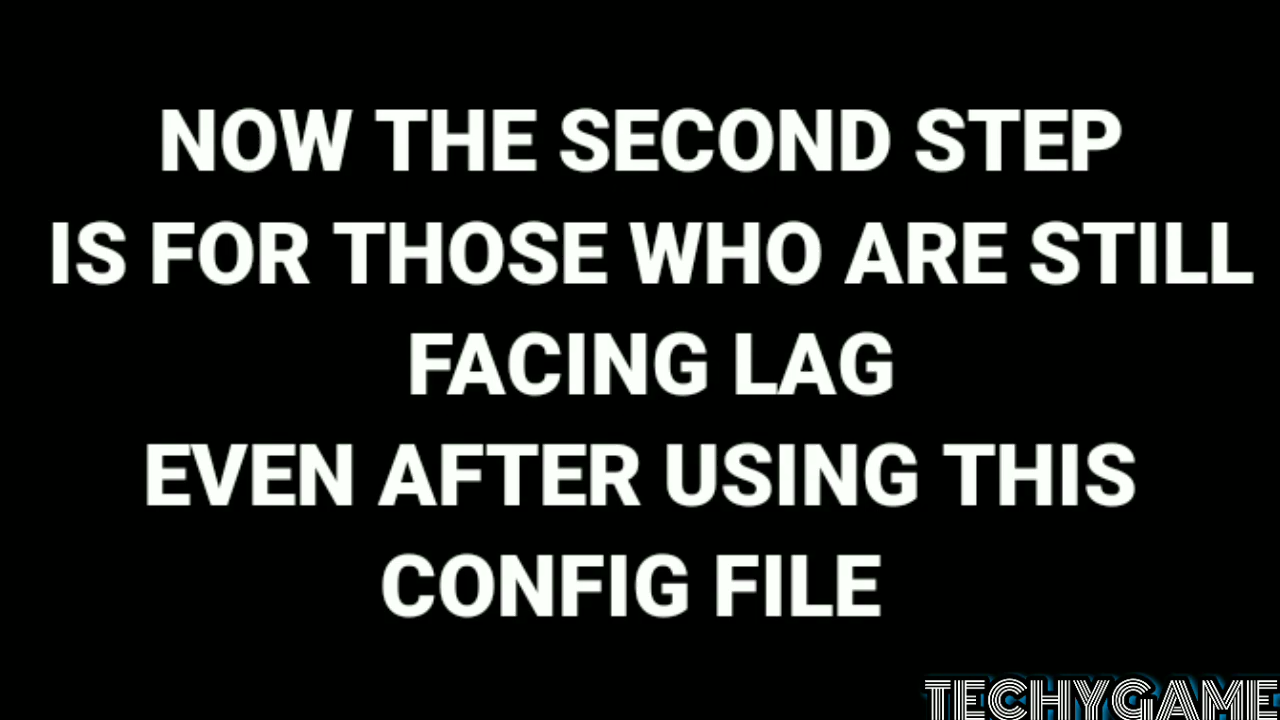 NOW THE SECOND STEP
IS FOR THOSE WHO ARE STILL
FACING LAG
EVEN AFTER USING THIS
CONFIG FILE
TECHYGAME